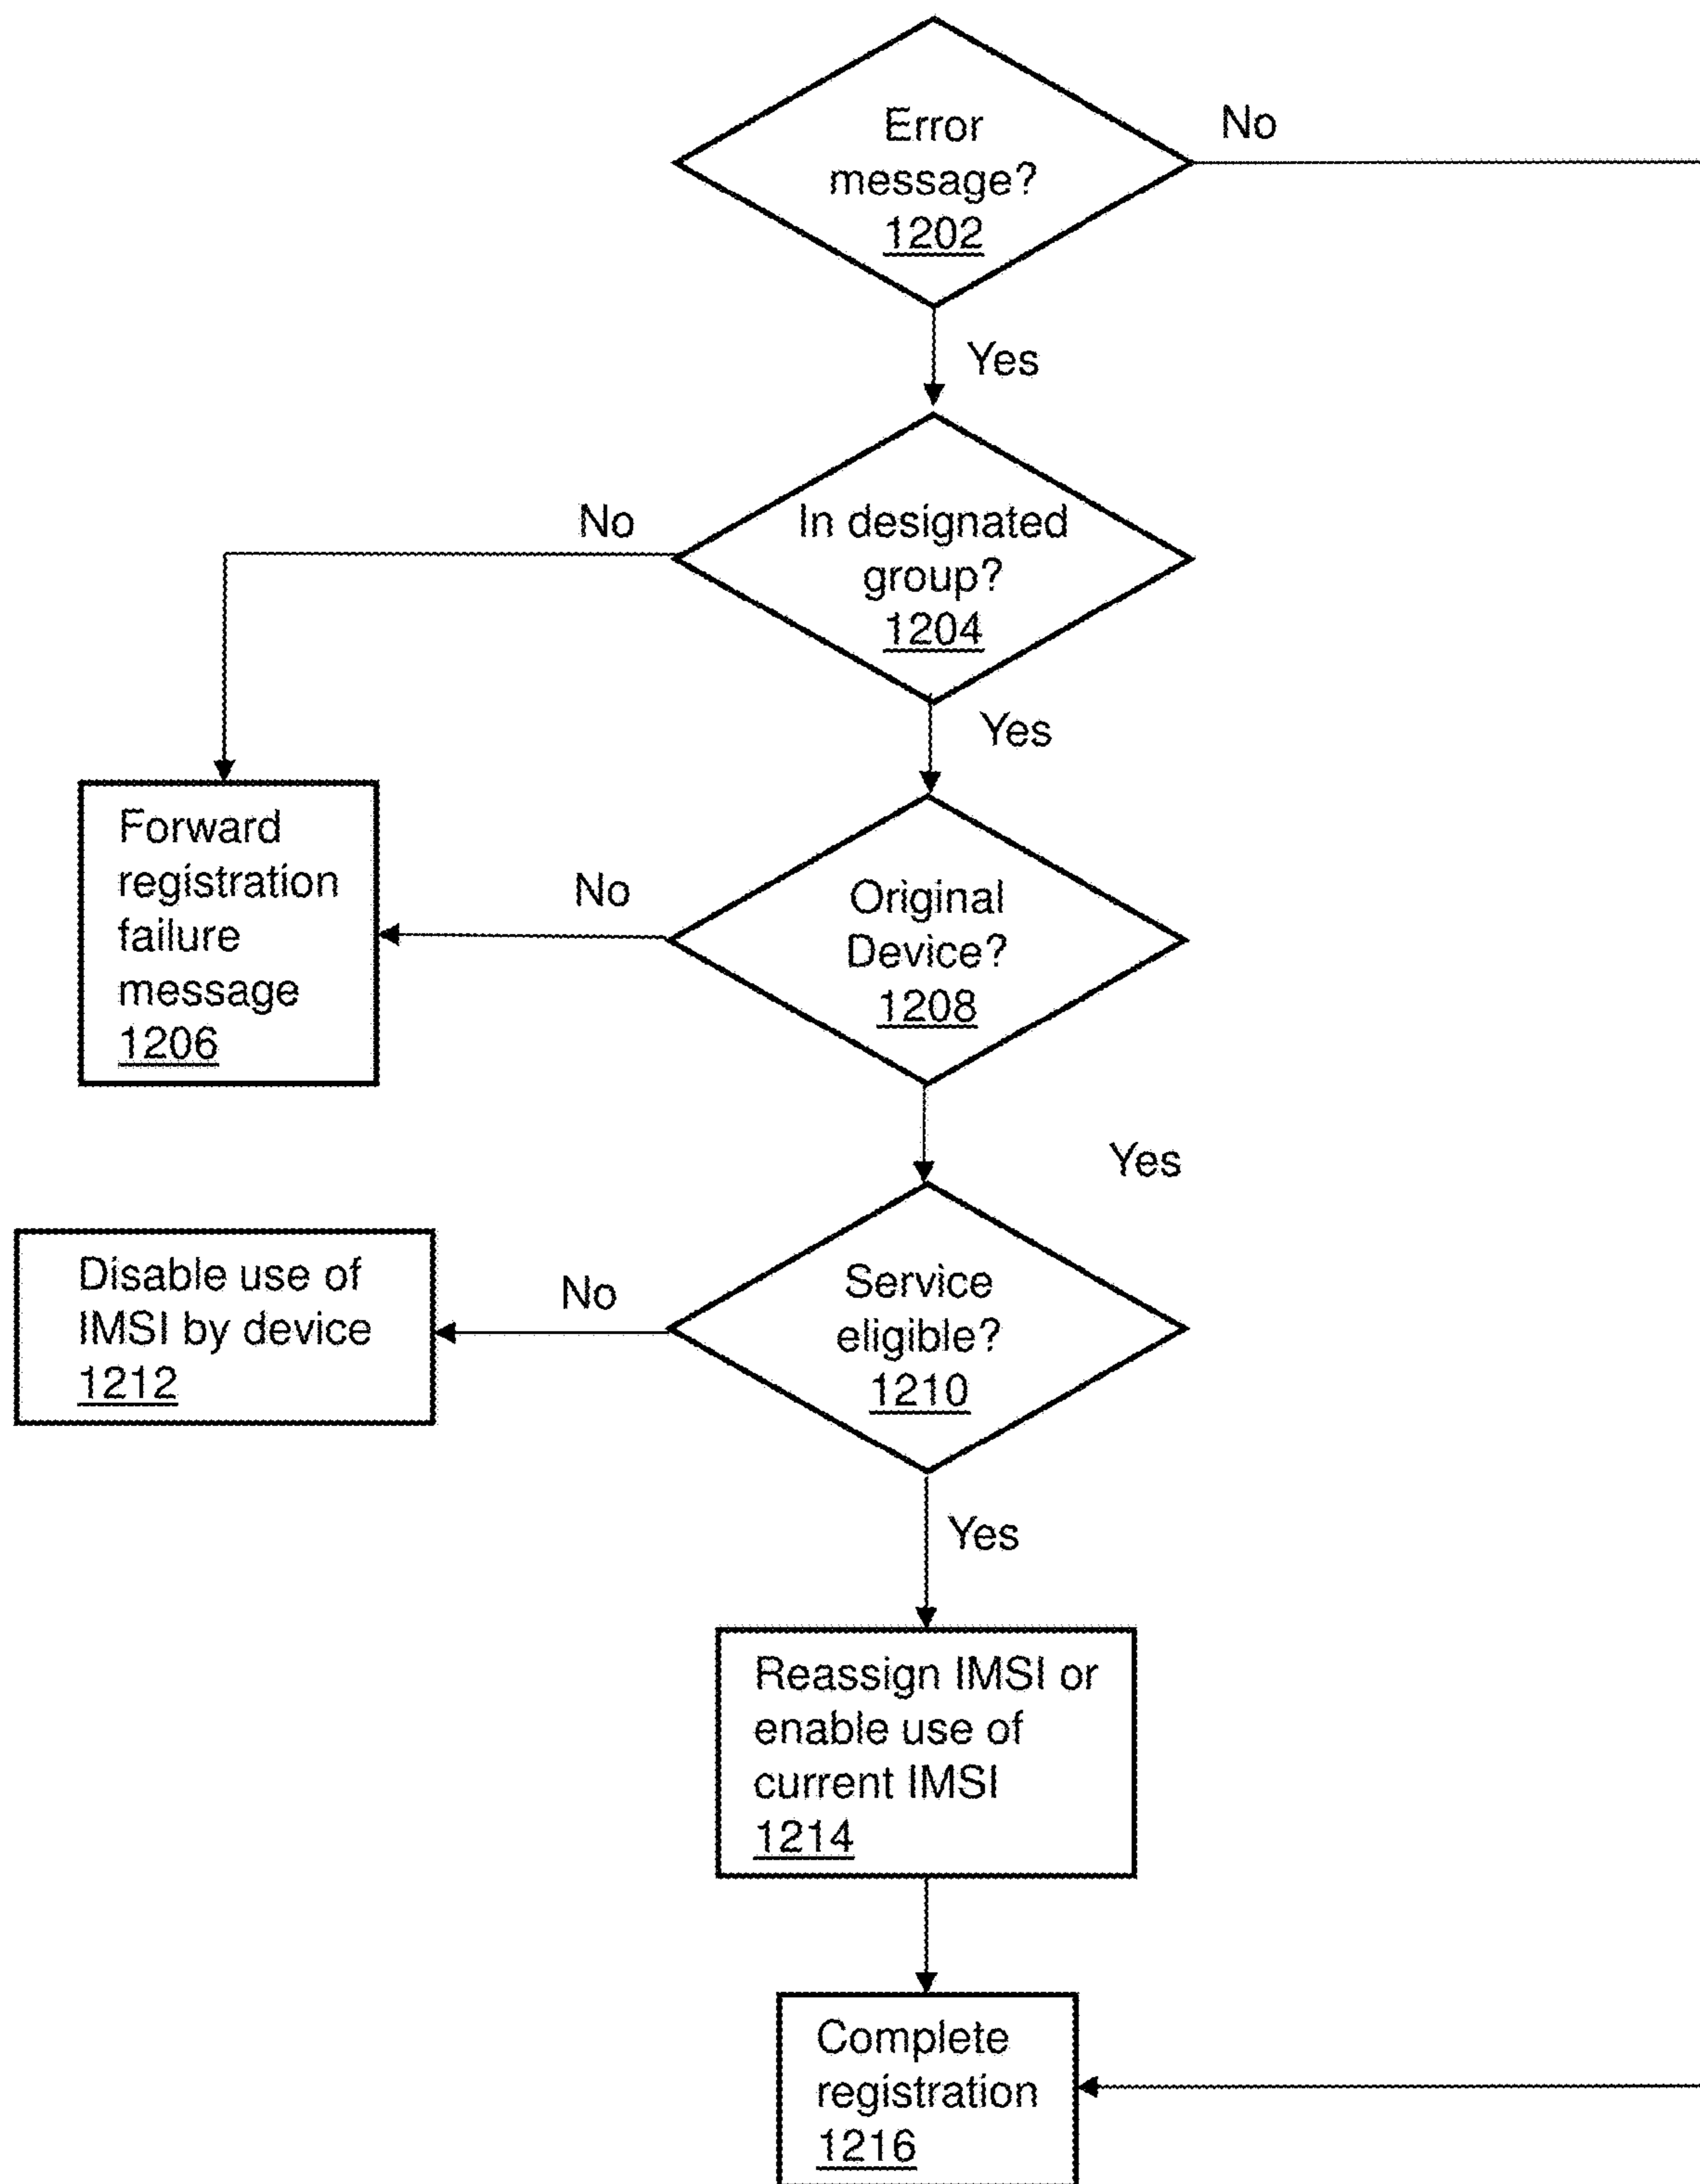 Error
message?
1202
No
Yes
In designated
group?
1204
No
Yes
Forward
registration
failure
message
1206
Original
Device?
1208
No
Yes
Service
eligible?
1210
No
Disable use of
IMSI by device
1212
Yes
Reassign IMSI or
enable use of
current IMSI
1214
Complete
registration
1216